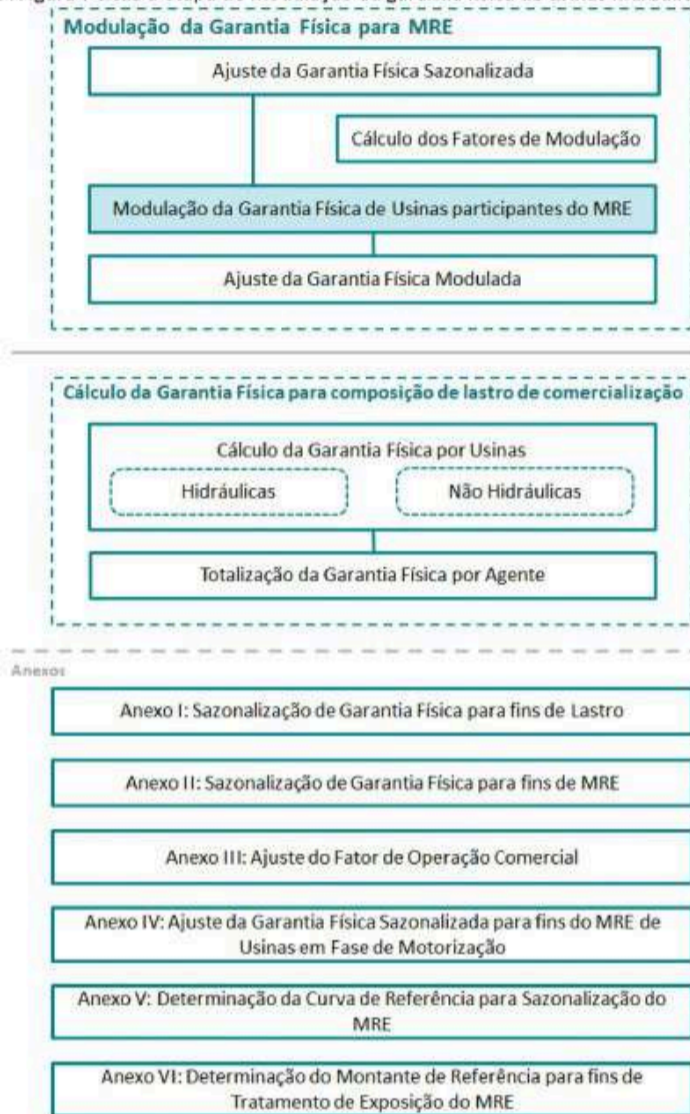 Modulação da Garantia Física para MRE
Ajuste da Garantia Física Sazonalizada
Cálculo dos Fatores de Modulação
Modulação da Garantia Física de Usinas participantes do MRE
Ajuste da Garantia Física Modulada
Cálculo da Garantia Física para composição de lastro de comercialização
Cálculo da Garantia Física por Usinas
Hidráulicas
Não Hidráulicas
Totalização da Garantia Física por Agente
Anexos
Anexo I: Sazonalização de Garantia Física para fins de Lastro
Anexo II: Sazonalização de Garantia Física para fins de MRE
Anexo III: Ajuste do Fator de Operação Comercial
Anexo IV: Ajuste da Garantia Física Sazonalizada para fins do MRE de
Usinas em Fase de Motorização
Anexo V: Determinação da Curva de Referência para Sazonalização do
MRE
Anexo VI: Determinação do Montante de Referência para fins de
Tratamento de Exposição do MRE